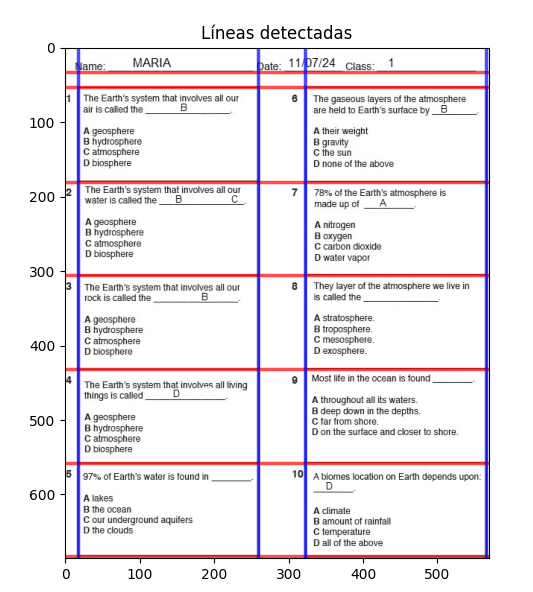 Líneas detectadas
Name: MARIA Date: 11/07/24 Class: 1
1 The Earth's system that involves all our
air is called the ______B______.
A geosphere
B hydrosphere
C atmosphere
D biosphere
2 The Earth's system that involves all our
water is called the ___B______C_.
A geosphere
B hydrosphere
C atmosphere
D biosphere
3 The Earth's system that involves all our
rock is called the ________B_____.
A geosphere
B hydrosphere
C atmosphere
D biosphere
4 The Earth's system that involves all living
things is called _____D________.
A geosphere
B hydrosphere
C atmosphere
D biosphere
5 97% of Earth's water is found in ________.
A lakes
B the ocean
C our underground aquifers
D the clouds
6 The gaseous layers of the atmosphere
are held to Earth's surface by __B_____.
A their weight
B gravity
C the sun
D none of the above
7 78% of the Earth's atmosphere is
made up of ___A_____.
A nitrogen
B oxygen
C carbon dioxide
D water vapor
8 They layer of the atmosphere we live in
is called the _______________.
A stratosphere.
B troposphere.
C mesosphere.
D exosphere.
9 Most life in the ocean is found ________.
A throughout all its waters.
B deep down in the depths.
C far from shore.
D on the surface and closer to shore.
10 A biomes location on Earth depends upon:
__D____.
A climate
B amount of rainfall
C temperature
D all of the above
0
100
200
300
400
500
600
0 100 200 300 400 500